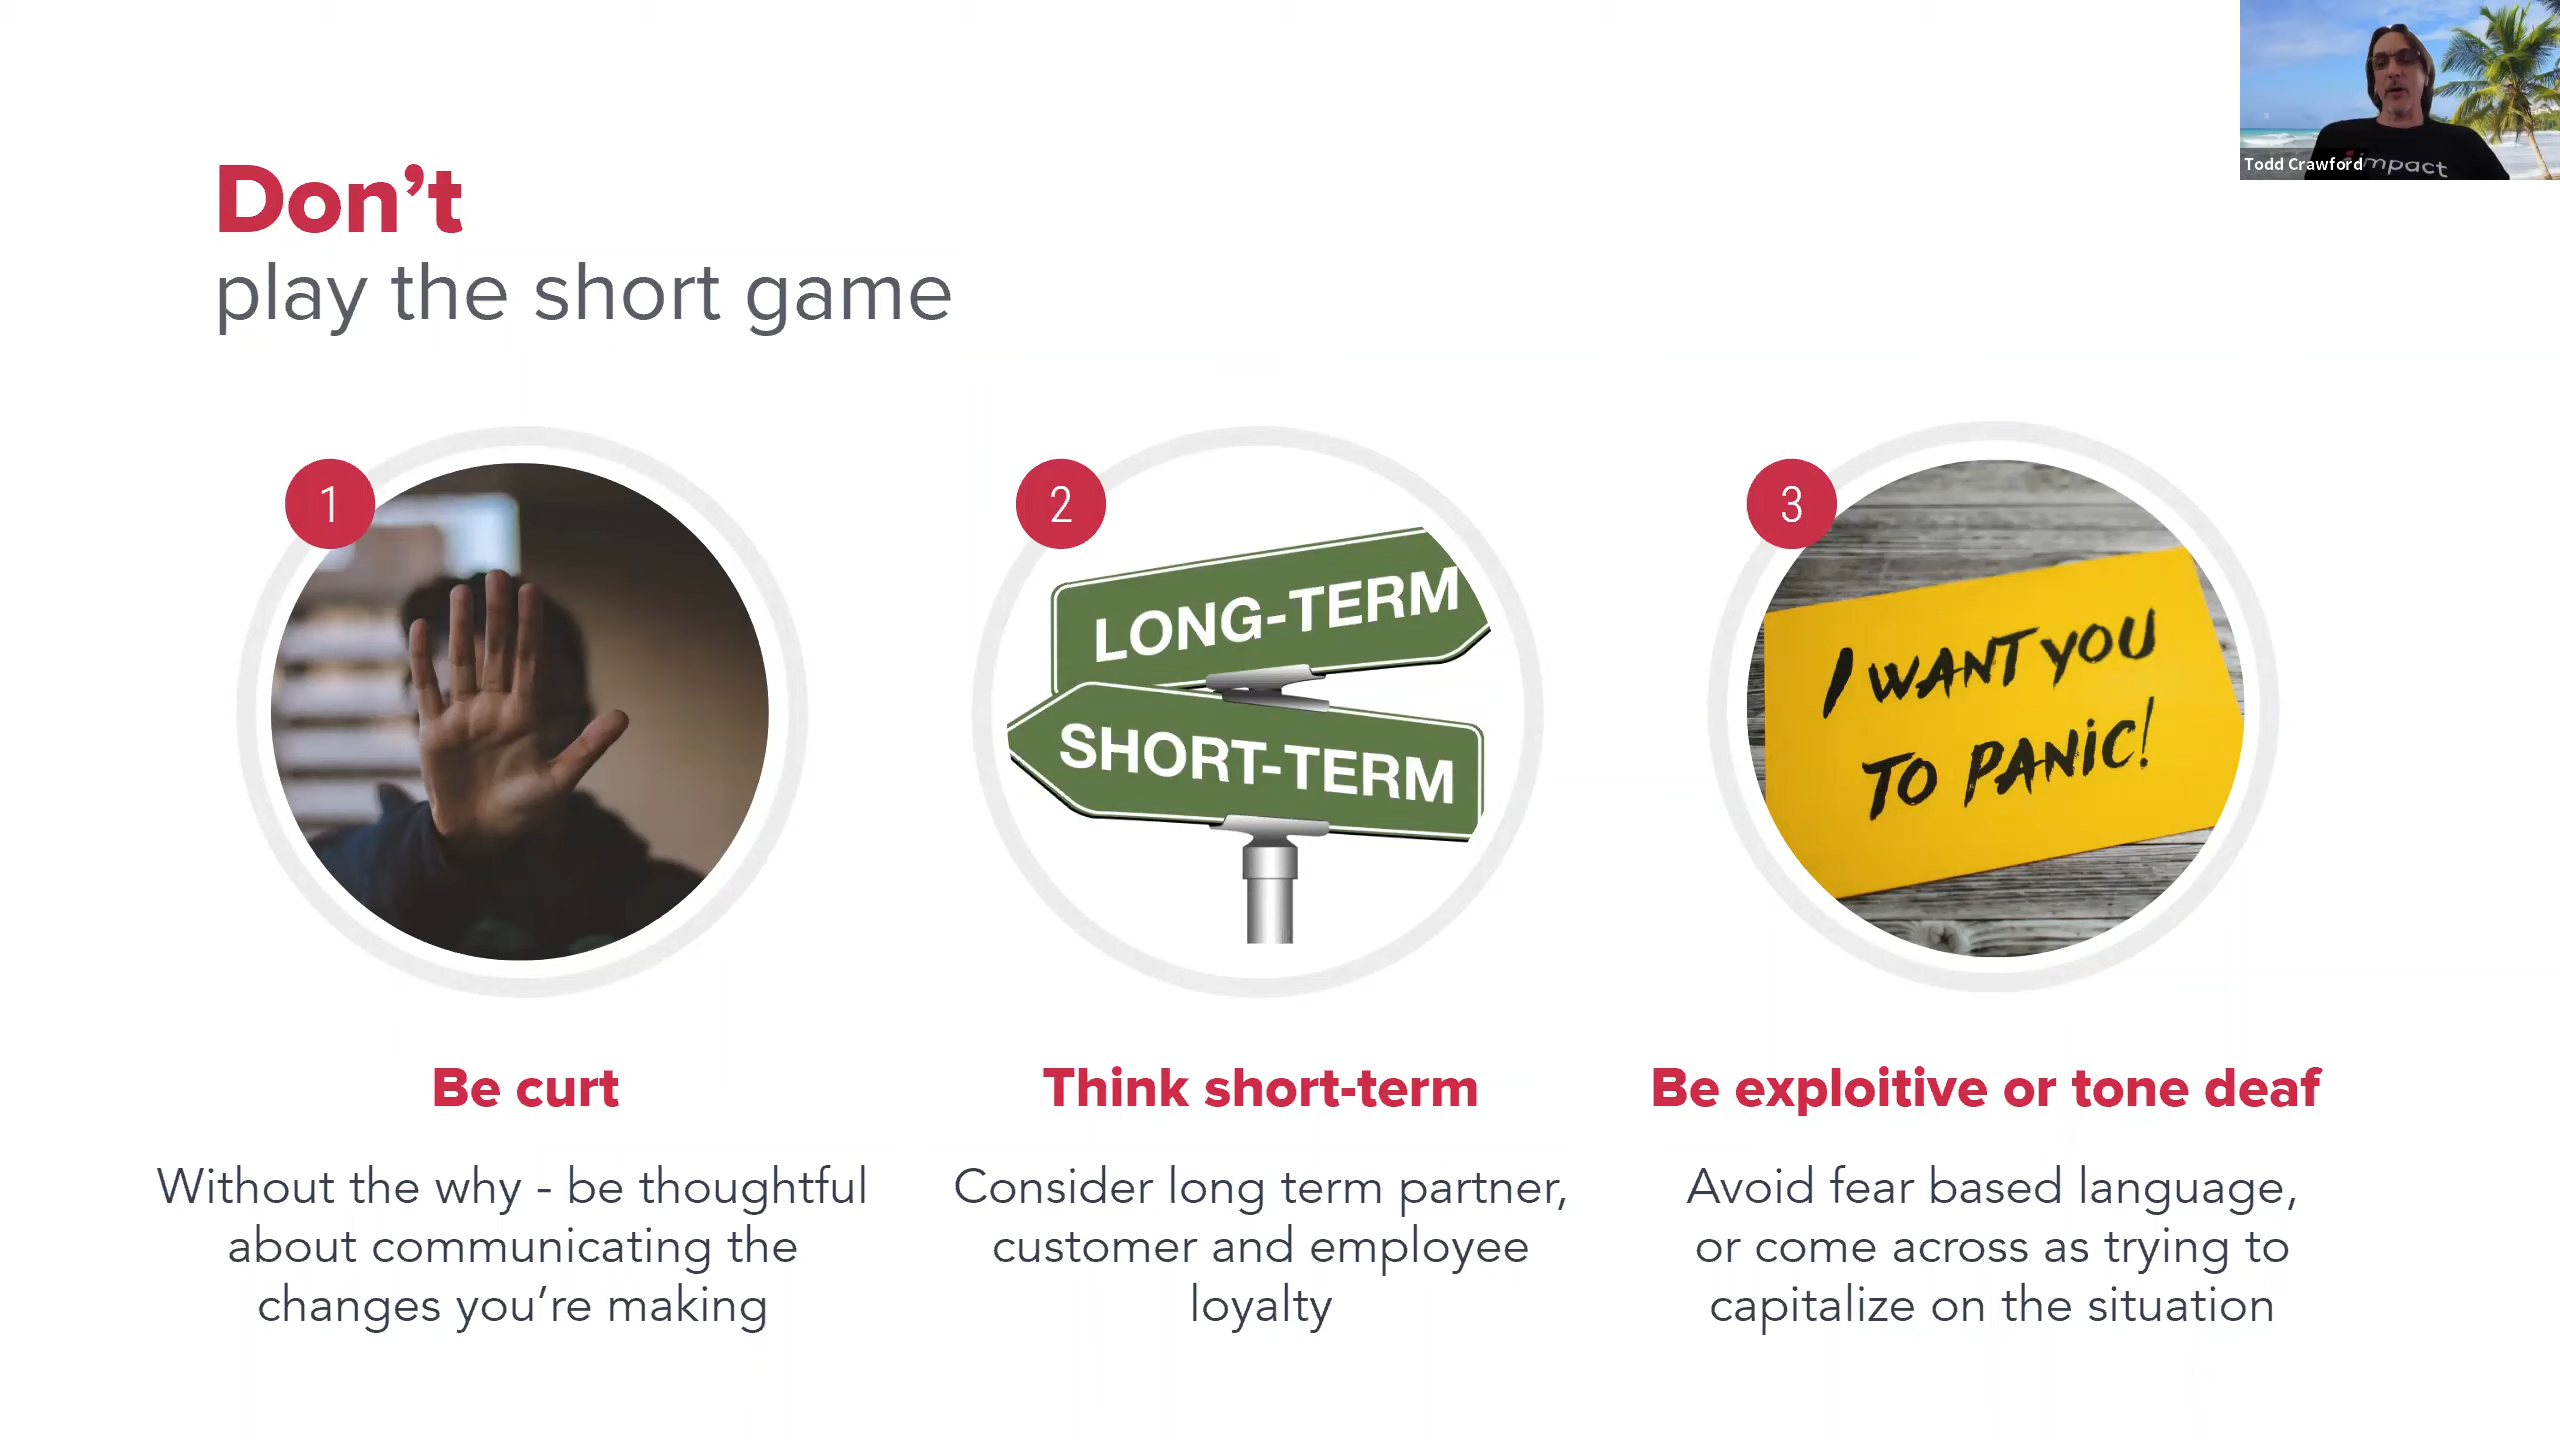 Don’t
play the short game
Todd Crawford
impact
1
2
3
LONG-TERM
SHORT-TERM
I WANT YOU
TO PANIC!
Be curt
Without the why - be thoughtful
about communicating the
changes you’re making
Think short-term
Consider long term partner,
customer and employee
loyalty
Be exploitive or tone deaf
Avoid fear based language,
or come across as trying to
capitalize on the situation